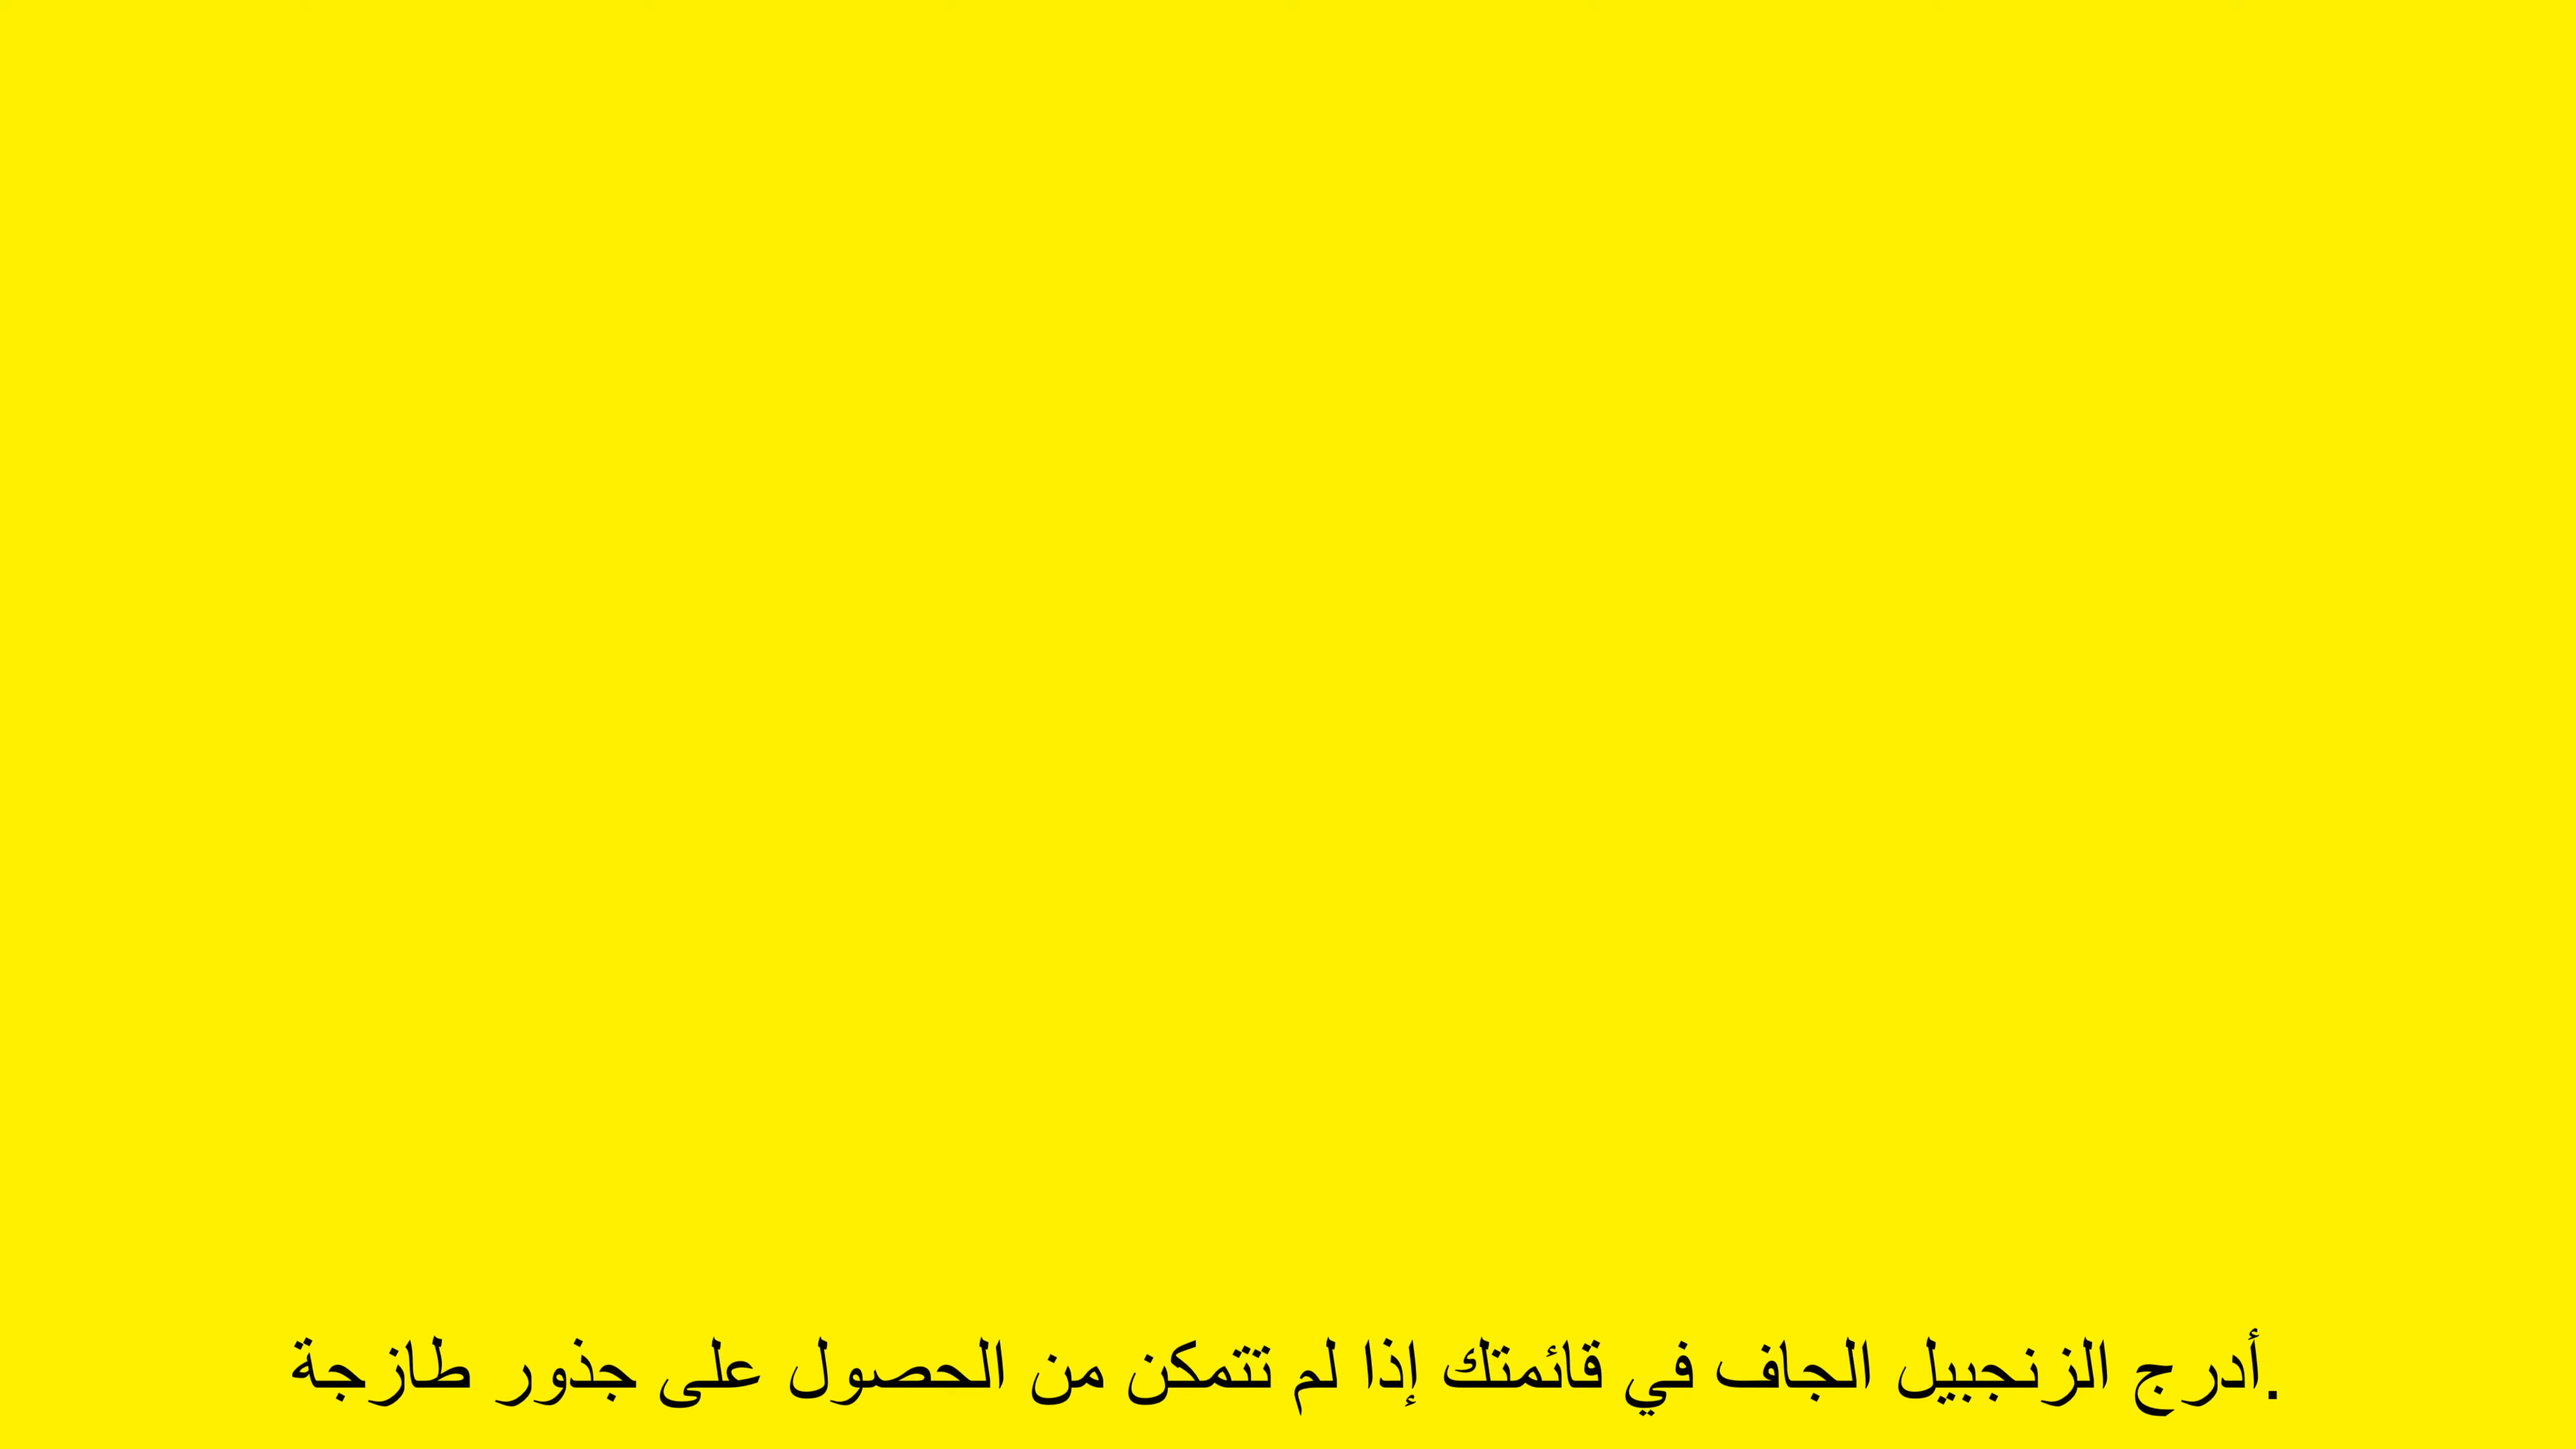 أدرج الزنجبيل الجاف في قائمتك إذا لم تتمكن من الحصول على جذور طازجة.